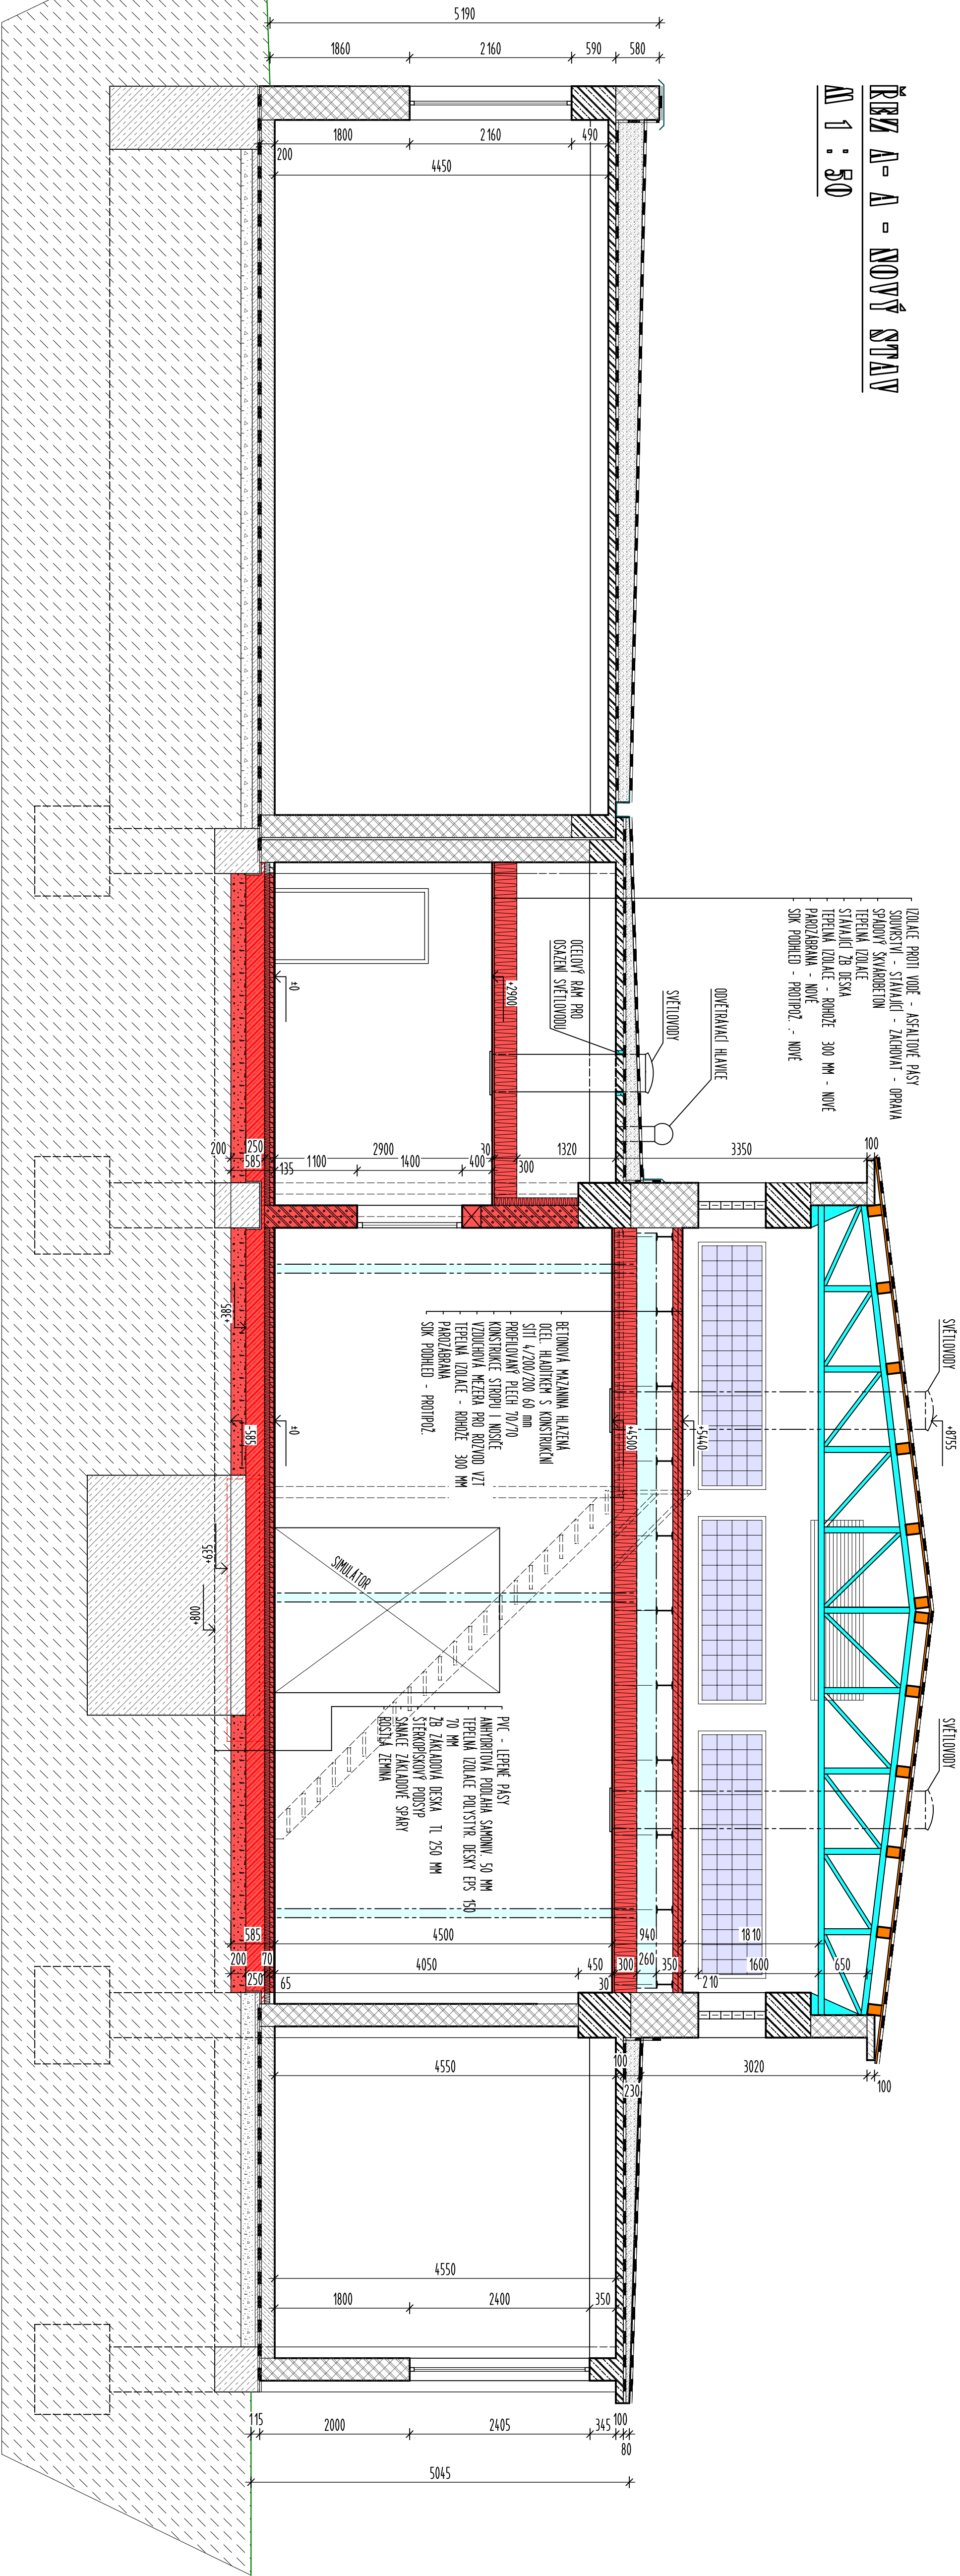 ŘEZ A- A - NOVÝ STAV
M 1 : 50
IZOLACE PROTI VODĚ - ASFALTOVÉ PÁSY
SOUVRSTVÍ - STÁVAJÍCÍ - ZACHOVAT - OPRAVA
SPÁDOVÝ ŠKVÁROBETON
TEPELNÁ IZOLACE
STÁVAJÍCÍ ŽB DESKA
TEPELNÁ IZOLACE - ROHOŽE 300 MM - NOVÉ
PAROZÁBRANA - NOVÉ
SDK PODHLED - PROTIPOŽ. - NOVÉ
ODVĚTRÁVACÍ HLAVICE
SVĚTLOVODY
OCELOVÝ RÁM PRO
OSAZENÍ SVĚTLOVODU
SVĚTLOVODY
+8755
SVĚTLOVODY
BETONOVÁ MAZANINA HLAZENÁ
OCEL. HLADÍTKEM S KONSTRUKČNÍ
SÍTÍ 4/200/200 60 mm
PROFILOVANÝ PLECH 70/70
KONSTRUKCE STROPU I NOSIČE
VZDUCHOVÁ MEZERA PRO ROZVOD VZT
TEPELNÁ IZOLACE - ROHOŽE 300 MM
PAROZÁBRANA
SDK PODHLED - PROTIPOŽ.
PVC - LEPENÉ PÁSY
ANHYDRITOVÁ PODLAHA SAMONIV. 50 MM
TEPELNÁ IZOLACE POLYSTYR. DESKY EPS 150
70 MM
ŽB ZÁKLADOVÁ DESKA TL 250 MM
ŠTĚRKOPÍSKOVÝ PODSYP
SANACE ZÁKLADOVÉ SPÁRY
ROSTLÁ ZEMINA
SIMULÁTOR
+2900
±0
+5440
+4500
±0
+385
-585
+635
+800
5190
1860
2160
590
580
1800
2160
490
200
4450
200
250
585
135
1100
2900
1400
400
30
300
1320
3350
100
585
200
250
70
65
4500
4050
450
30
300
940
260
350
210
1810
1600
650
4550
100
230
3020
100
4550
1800
2400
350
115
2000
2405
345
100
80
5045